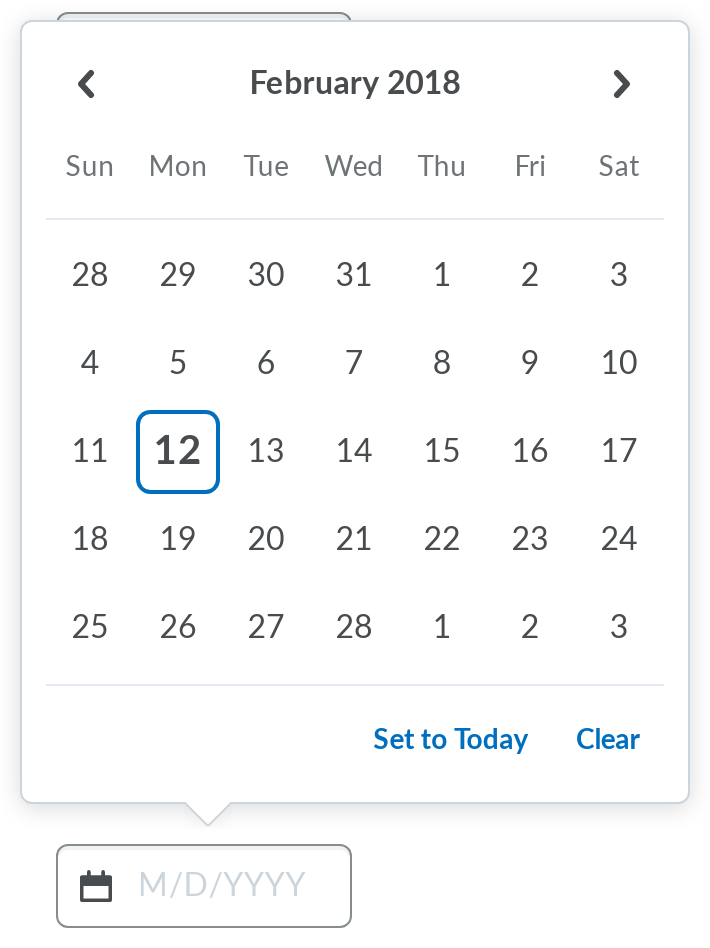 February 2018
Sun Mon Tue Wed Thu Fri Sat
28 29 30 31 1 2 3
4 5 6 7 8 9 10
11 12 13 14 15 16 17
18 19 20 21 22 23 24
25 26 27 28 1 2 3
Set to Today Clear
M/D/YYYY